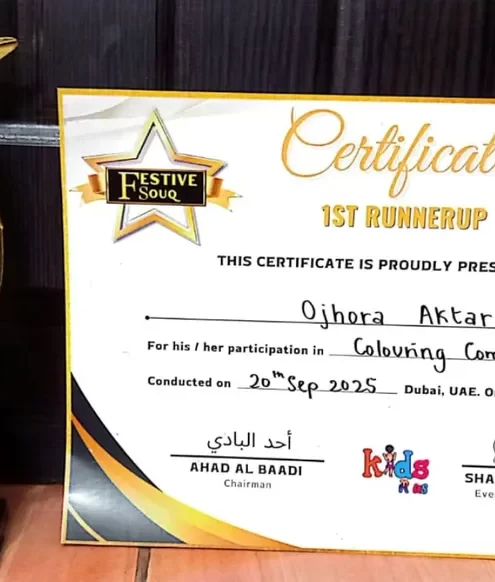 FESTIVE
SOUQ
Certificat
1ST RUNNERUP
THIS CERTIFICATE IS PROUDLY PRES
Ojhora Aktar
For his / her participation in Colouring Com
Conducted on 20th Sep 2025 Dubai, UAE. O
أحد البادي
AHAD AL BAADI
Chairman
kids
R us
SHA
Eve